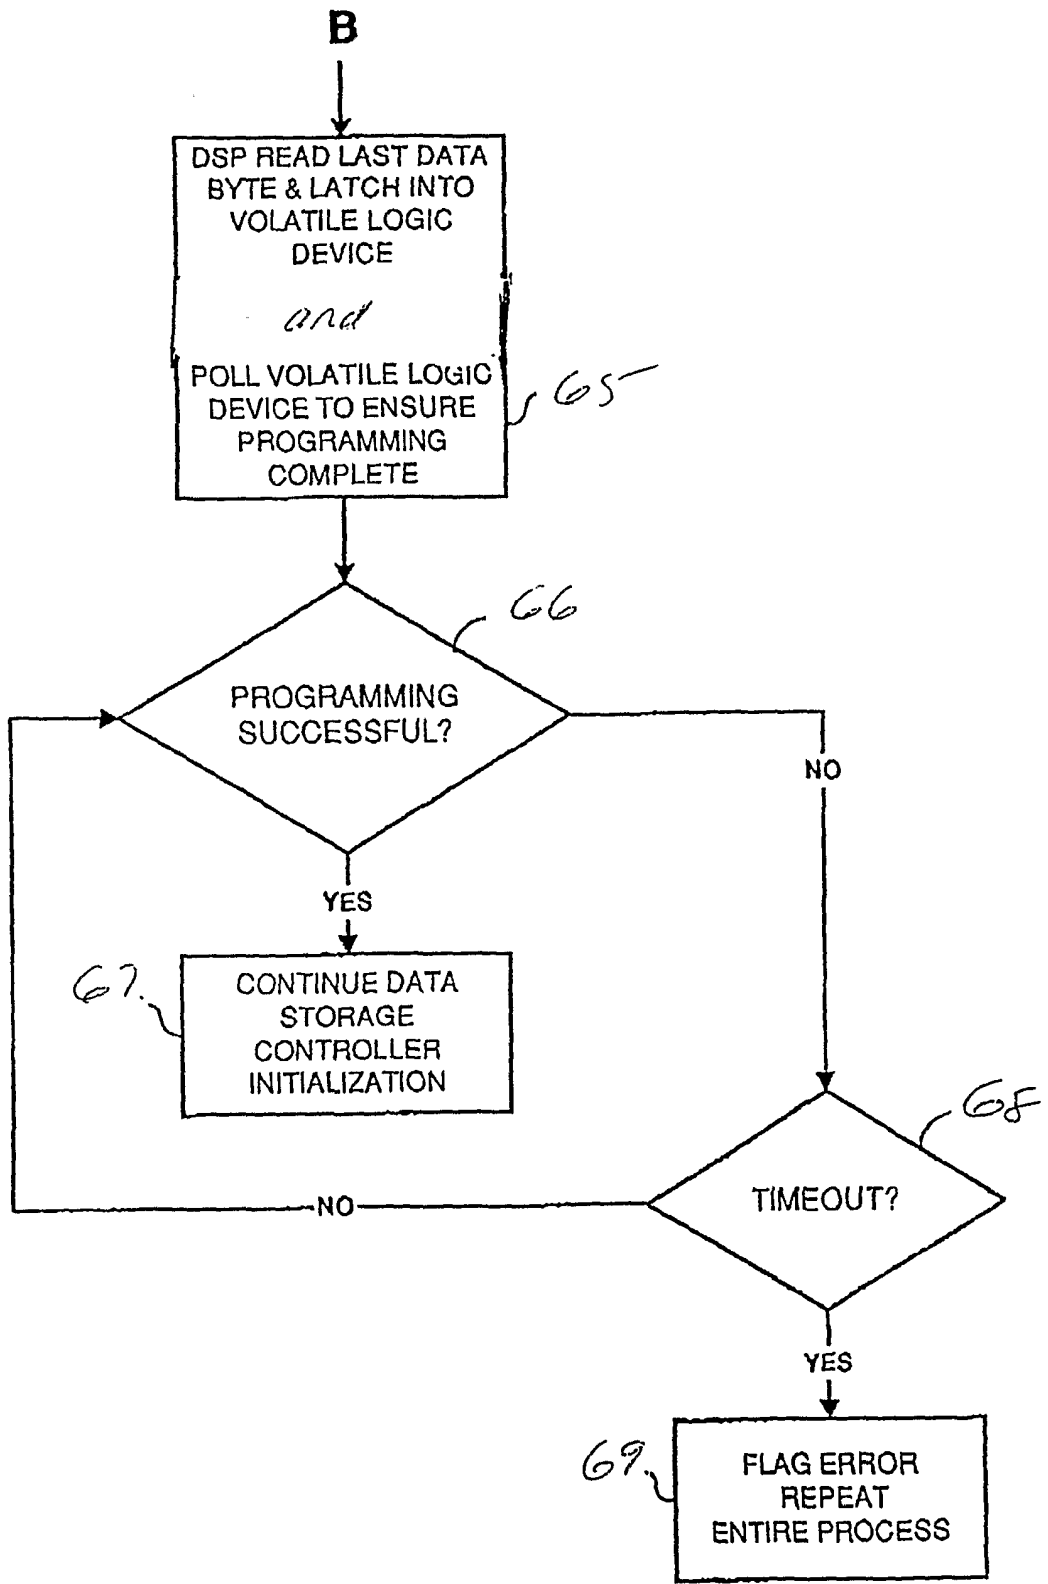 B
DSP READ LAST DATA
BYTE & LATCH INTO
VOLATILE LOGIC
DEVICE
and
POLL VOLATILE LOGIC
DEVICE TO ENSURE
PROGRAMMING
COMPLETE
65
66
PROGRAMMING
SUCCESSFUL?
NO
YES
67.
CONTINUE DATA
STORAGE
CONTROLLER
INITIALIZATION
68
TIMEOUT?
NO
YES
69.
FLAG ERROR
REPEAT
ENTIRE PROCESS